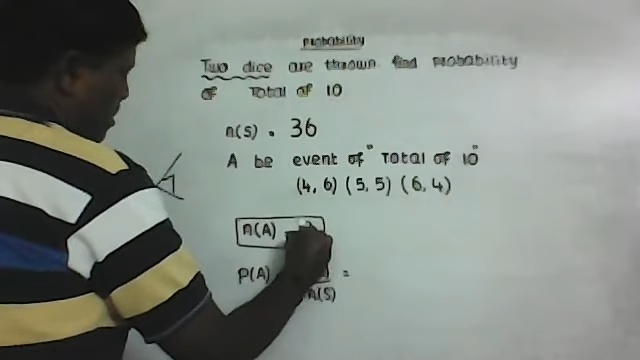 Probability
Two dice are thrown find probability
of Total of 10
n(S) = 36
A be event of "Total of 10"
(4, 6) (5, 5) (6, 4)
n(A)
P(A) =
n(S)